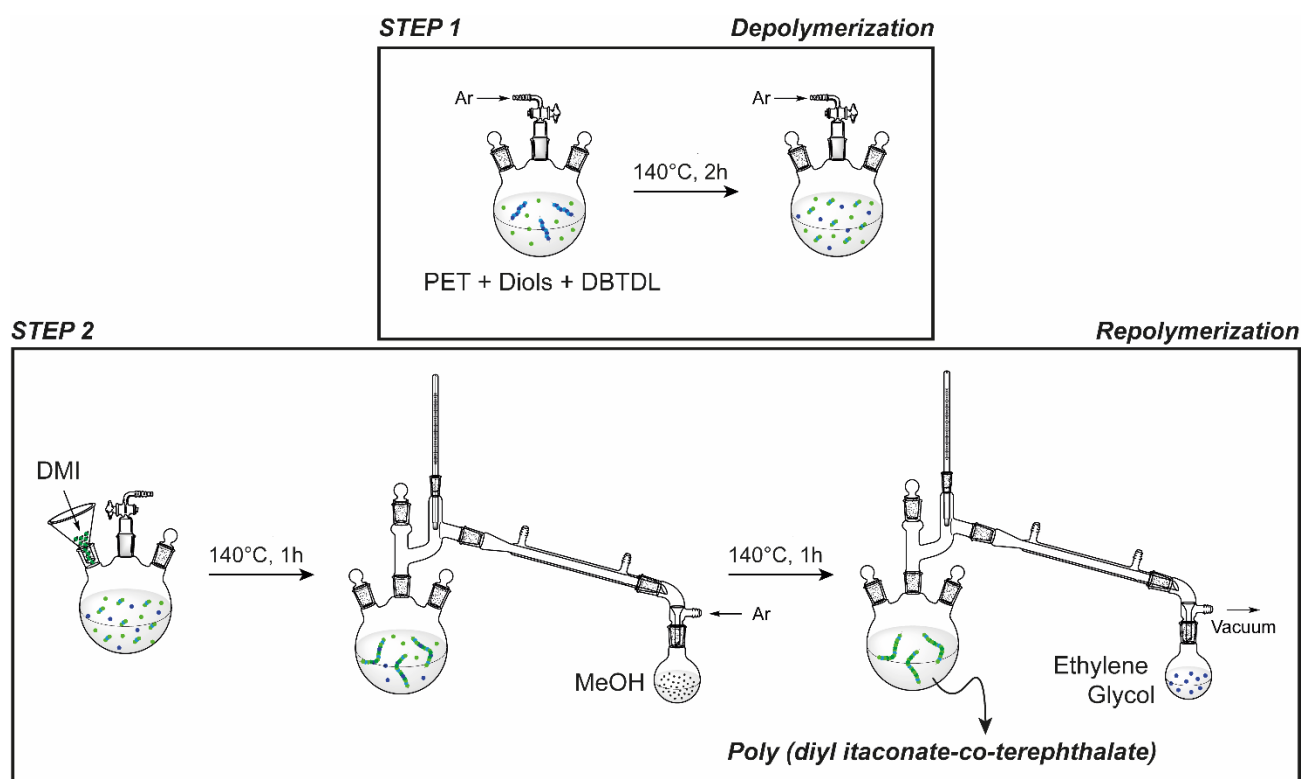 STEP 1
Depolymerization
Ar
Ar
140°C, 2h
PET + Diols + DBTDL
STEP 2
Repolymerization
DMI
140°C, 1h
140°C, 1h
Ar
Vacuum
MeOH
Ethylene
Glycol
Poly (diyl itaconate-co-terephthalate)